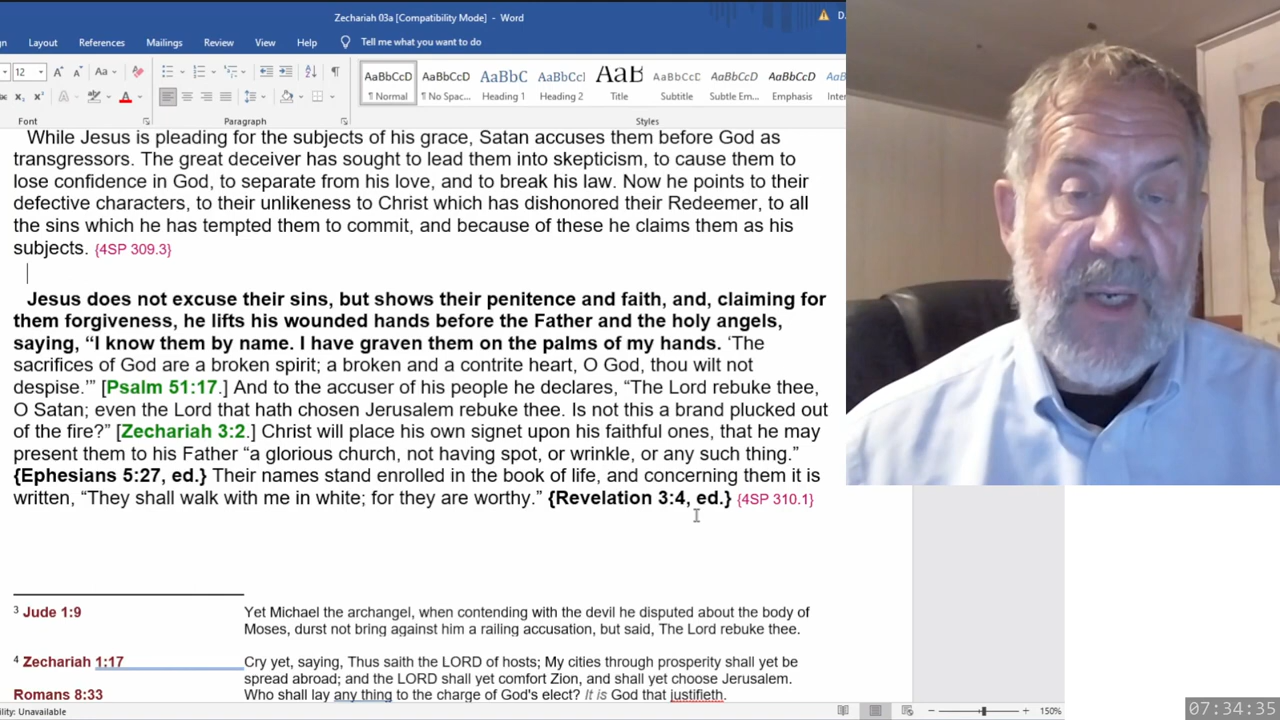 Zechariah 03a [Compatibility Mode] - Word
D.
Layout References Mailings Review View Help Tell me what you want to do
12 Aa
AaBbCcD AaBbCcD AaBbC AaBbCcl AaB AaBbCcD AaBbCcD AaBbCcD
¶ Normal ¶ No Spac... Heading 1 Heading 2 Title Subtitle Subtle Em... Emphasis
Font Paragraph Styles
While Jesus is pleading for the subjects of his grace, Satan accuses them before God as
transgressors. The great deceiver has sought to lead them into skepticism, to cause them to
lose confidence in God, to separate from his love, and to break his law. Now he points to their
defective characters, to their unlikeness to Christ which has dishonored their Redeemer, to all
the sins which he has tempted them to commit, and because of these he claims them as his
subjects. {4SP 309.3}
Jesus does not excuse their sins, but shows their penitence and faith, and, claiming for
them forgiveness, he lifts his wounded hands before the Father and the holy angels,
saying, “I know them by name. I have graven them on the palms of my hands. ‘The
sacrifices of God are a broken spirit; a broken and a contrite heart, O God, thou wilt not
despise.’” [Psalm 51:17.] And to the accuser of his people he declares, “The Lord rebuke thee,
O Satan; even the Lord that hath chosen Jerusalem rebuke thee. Is not this a brand plucked out
of the fire?” [Zechariah 3:2.] Christ will place his own signet upon his faithful ones, that he may
present them to his Father “a glorious church, not having spot, or wrinkle, or any such thing.”
{Ephesians 5:27, ed.} Their names stand enrolled in the book of life, and concerning them it is
written, “They shall walk with me in white; for they are worthy.” {Revelation 3:4, ed.} {4SP 310.1}
3 Jude 1:9 Yet Michael the archangel, when contending with the devil he disputed about the body of
Moses, durst not bring against him a railing accusation, but said, The Lord rebuke thee.
4 Zechariah 1:17 Cry yet, saying, Thus saith the LORD of hosts; My cities through prosperity shall yet be
spread abroad; and the LORD shall yet comfort Zion, and shall yet choose Jerusalem.
Romans 8:33 Who shall lay any thing to the charge of God's elect? It is God that justifieth.
ility: Unavailable 150%
07:34:35